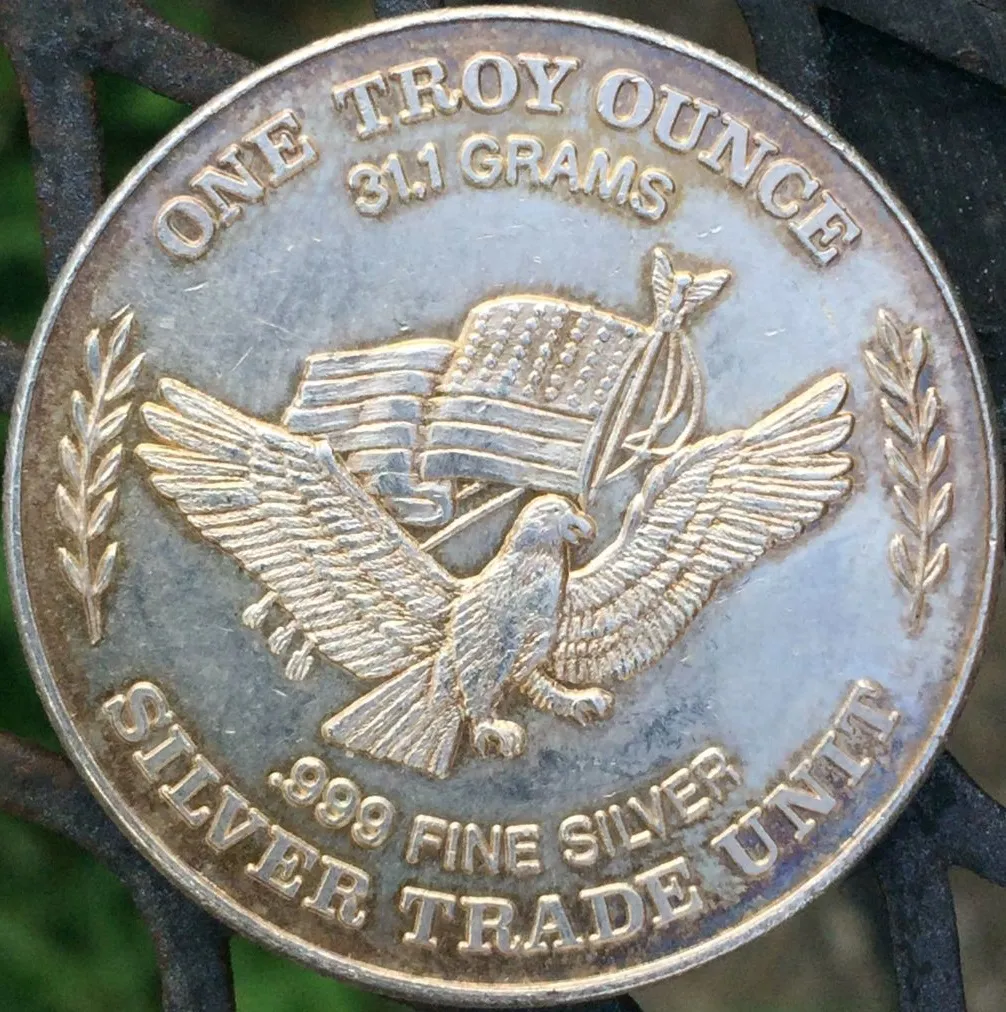 ONE TROY OUNCE
31.1 GRAMS
.999 FINE SILVER
SILVER TRADE UNIT